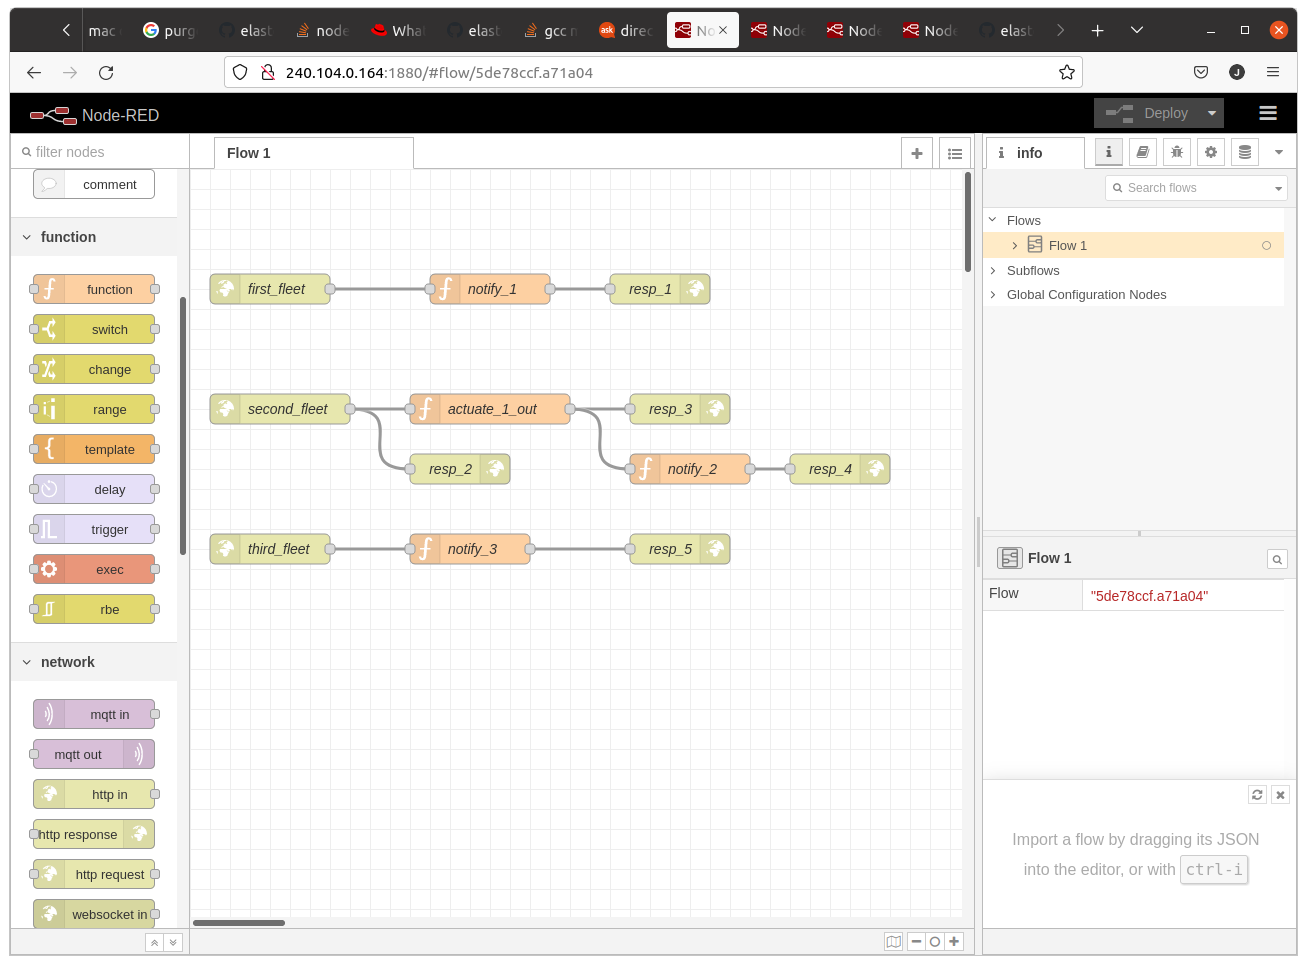 mac
purg
elast
node
What
elast
gcc n
direc
No
Node
Node
Node
elast
240.104.0.164:1880/#flow/5de78ccf.a71a04
J
Node-RED
Deploy
filter nodes
Flow 1
info
comment
Search flows
function
Flows
Flow 1
Subflows
Global Configuration Nodes
function
switch
change
range
template
delay
trigger
exec
rbe
network
mqtt in
mqtt out
http in
http response
http request
websocket in
first_fleet
notify_1
resp_1
second_fleet
actuate_1_out
resp_3
resp_2
notify_2
resp_4
third_fleet
notify_3
resp_5
Flow 1
Flow
"5de78ccf.a71a04"
Import a flow by dragging its JSON
into the editor, or with ctrl-i